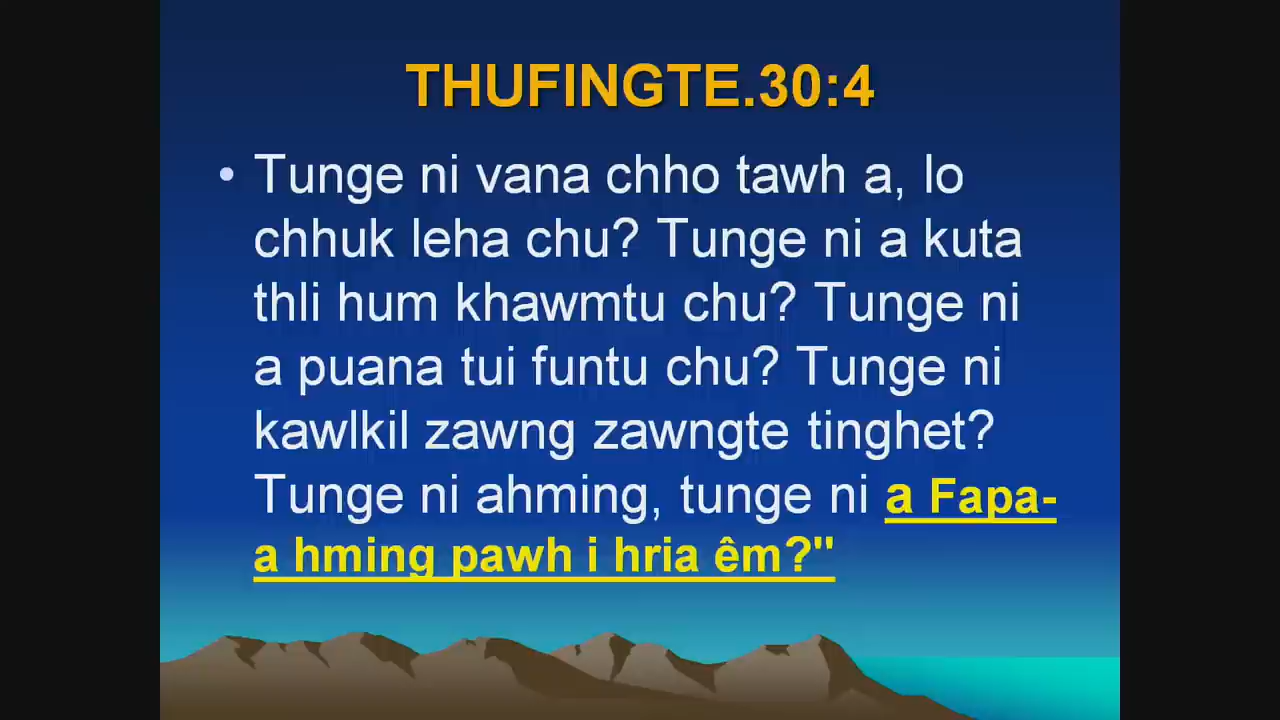 THUFINGTE.30:4
• Tunge ni vana chho tawh a, lo
chhuk leha chu? Tunge ni a kuta
thli hum khawmtu chu? Tunge ni
a puana tui funtu chu? Tunge ni
kawlkil zawng zawngte tinghet?
Tunge ni ahming, tunge ni a Fapa-
a hming pawh i hria êm?"